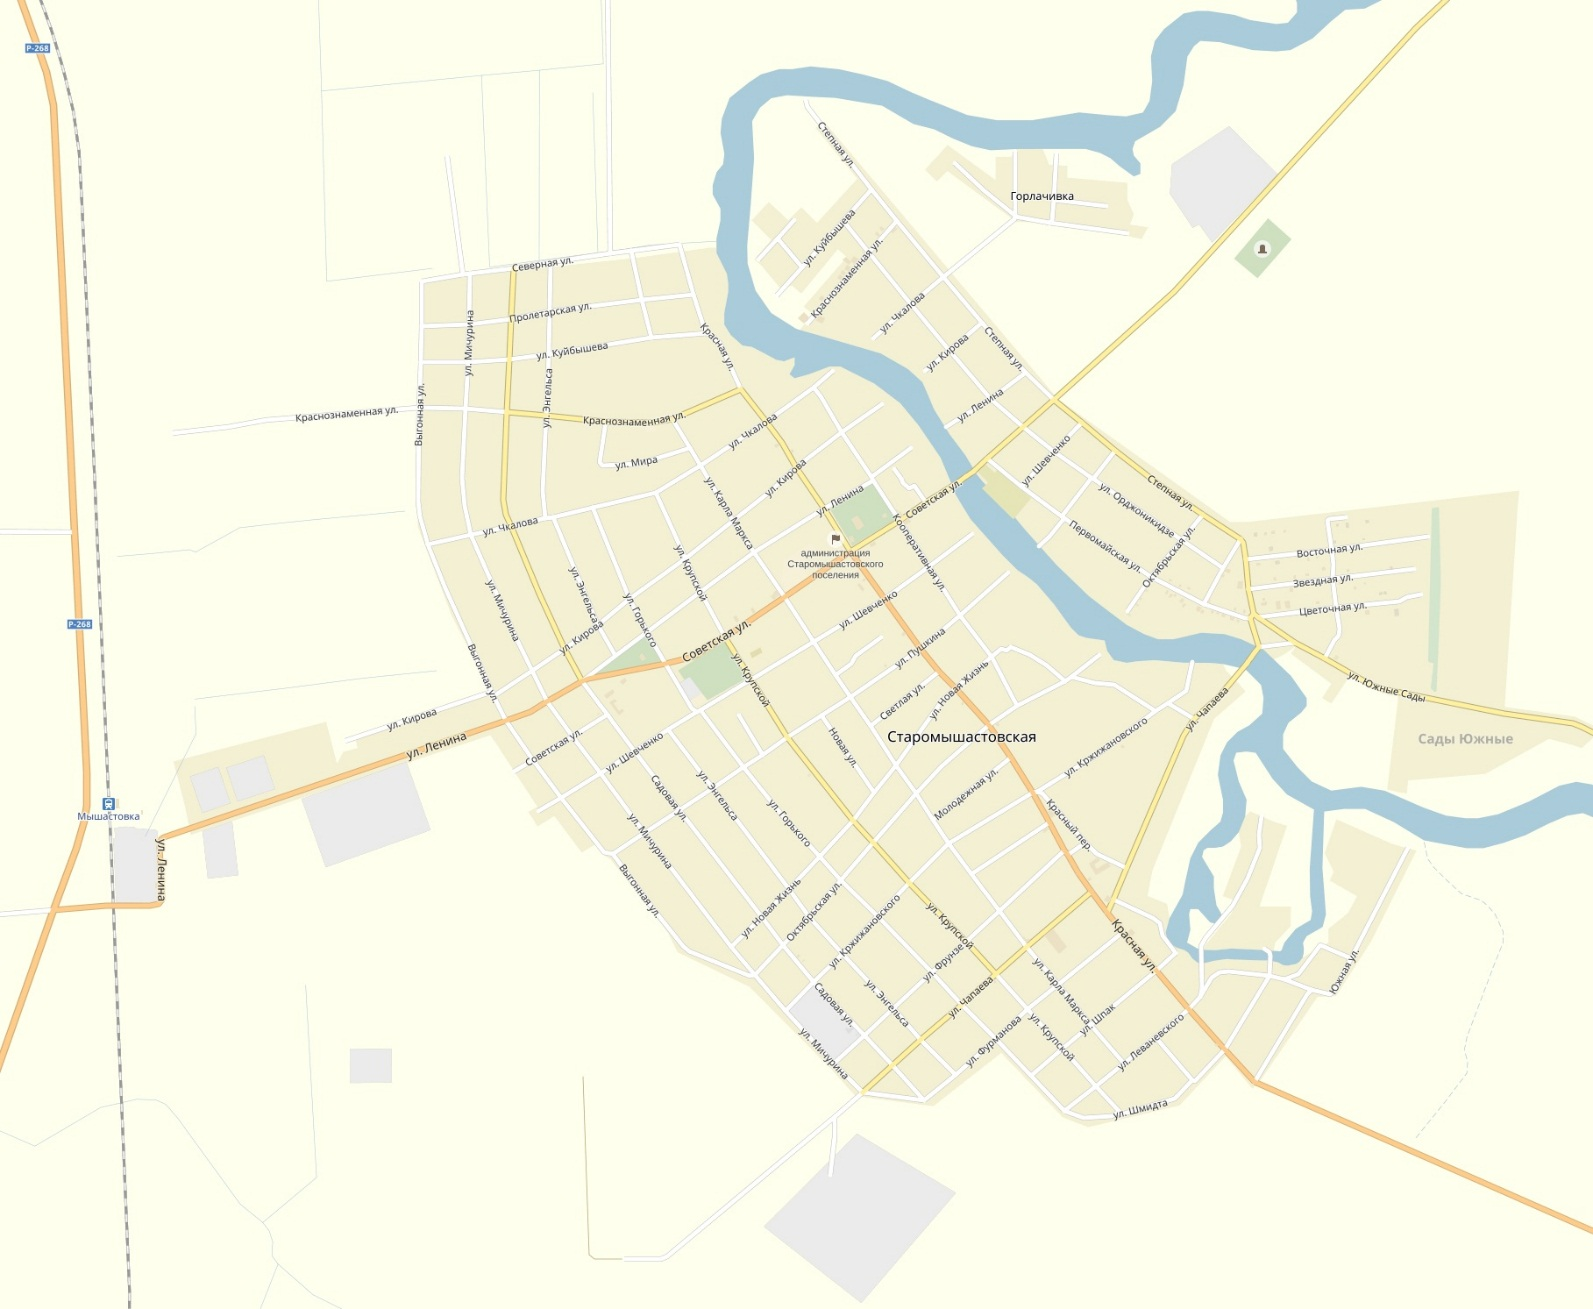 Р-268
Степная ул.
Горлачивка
ул. Куйбышева
Краснознаменная ул.
Северная ул.
Пролетарская ул.
ул. Чкалова
ул. Мичурина
ул. Куйбышева
Красная ул.
ул. Кирова
Степная ул.
ул. Энгельса
ул. Ленина
Выгонная ул.
Краснознаменная ул.
Краснознаменная ул.
ул. Чкалова
ул. Мира
ул. Кирова
ул. Шевченко
ул. Карла Маркса
ул. Ленина
Советская ул.
ул. Орджоникидзе
Степная ул.
ул. Чкалова
Кооперативная ул.
Первомайская ул.
Октябрьская ул.
администрация
Старомышастовского
поселения
Восточная ул.
ул. Крупской
ул. Энгельса
Звездная ул.
ул. Мичурина
ул. Горького
ул. Шевченко
Цветочная ул.
Р-268
ул. Кирова
Советская ул.
ул. Пушкина
Выгонная ул.
ул. Крупской
ул. Новая Жизнь
Светлая ул.
ул. Южные Сады
ул. Чапаева
ул. Кирова
ул. Ленина
Советская ул.
ул. Шевченко
Новая ул.
Старомышастовская
ул. Кржижановского
Сады Южные
Садовая ул.
ул. Энгельса
Молодежная ул.
Мышастовка
ул. Горького
Красный пер.
ул. Мичурина
ул. Ленина
Выгонная ул.
ул. Новая Жизнь
Октябрьская ул.
ул. Кржижановского
ул. Крупской
Красная ул.
ул. Фрунзе
Южная ул.
ул. Карла Маркса
Садовая ул.
ул. Энгельса
ул. Чапаева
ул. Шпак
ул. Мичурина
ул. Фурманова
ул. Крупской
ул. Леваневского
ул. Шмидта